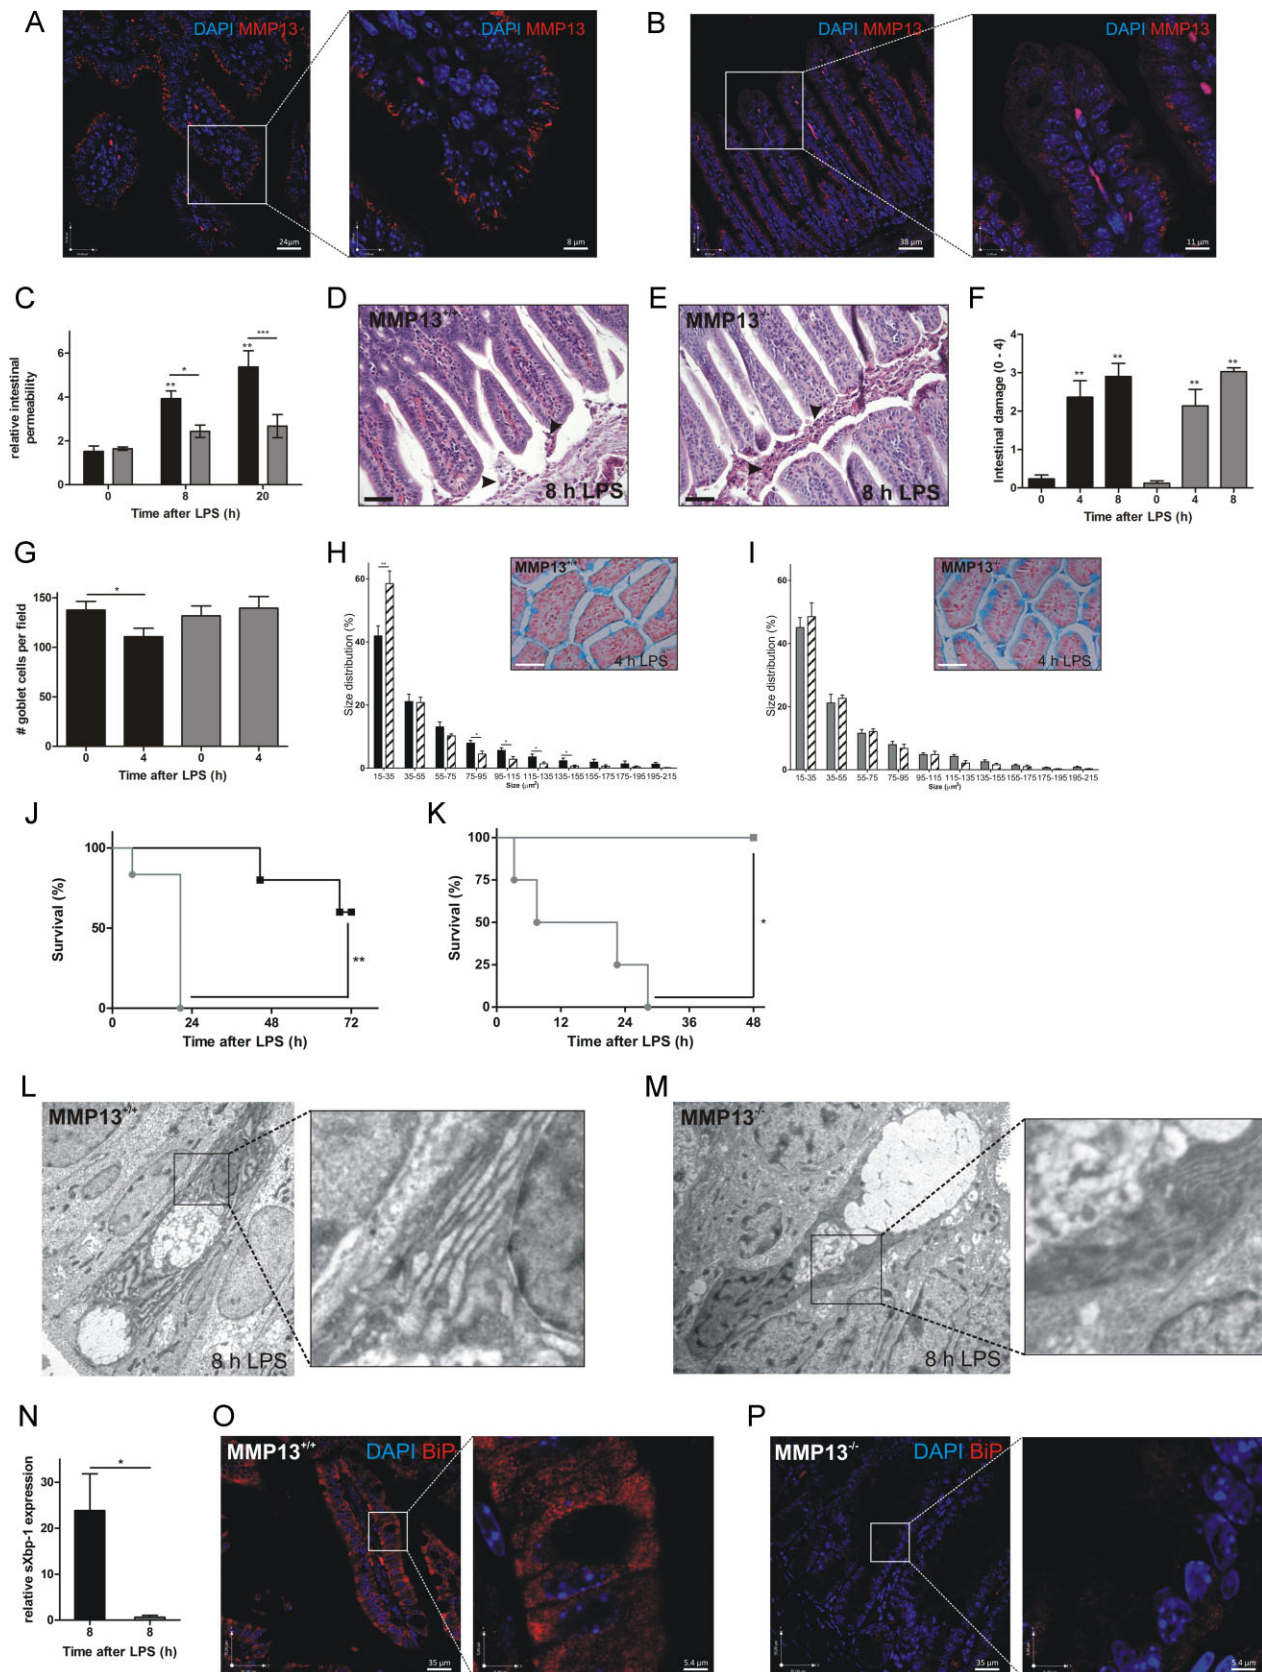 A
DAPI MMP13
24µm
DAPI MMP13
8 µm
B
DAPI MMP13
38 µm
DAPI MMP13
11 µm
C
relative intestinal
permeability
6
4
2
0
**
*
**
***
0
8
20
Time after LPS (h)
D
MMP13+/+
8 h LPS
E
MMP13-/-
8 h LPS
F
Intestinal damage (0 - 4)
4
3
2
1
0
**
**
**
**
0
4
8
0
4
8
Time after LPS (h)
G
# goblet cells per field
150
100
50
0
*
0
4
0
4
Time after LPS (h)
H
Size distribution (%)
60
40
20
0
**
*
*
*
*
15-35
35-55
55-75
75-95
95-115
115-135
135-155
155-175
175-195
195-215
Size (µm²)
MMP13+/+
4 h LPS
I
Size distribution (%)
60
40
20
0
15-35
35-55
55-75
75-95
95-115
115-135
135-155
155-175
175-195
195-215
Size (µm²)
MMP13-/-
4 h LPS
J
Survival (%)
100
50
0
**
0
24
48
72
Time after LPS (h)
K
Survival (%)
100
75
50
25
0
*
0
12
24
36
48
Time after LPS (h)
L
MMP13+/+
8 h LPS
M
MMP13-/-
8 h LPS
N
relative sXbp-1 expression
30
20
10
0
*
8
8
Time after LPS (h)
O
MMP13+/+
DAPI BiP
35 µm
5.4 µm
P
MMP13-/-
DAPI BiP
35 µm
5.4 µm